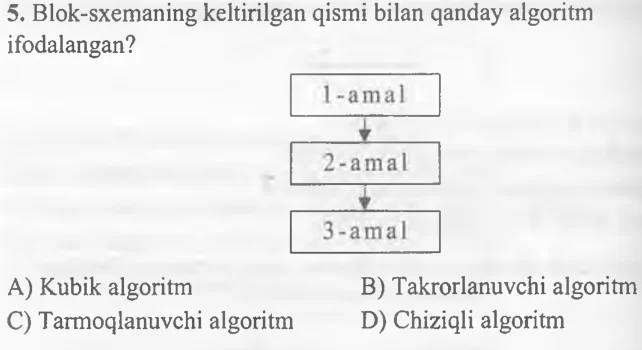 5. Blok-sxemaning keltirilgan qismi bilan qanday algoritm
ifodalangan?
1-amal
2-amal
3-amal
A) Kubik algoritm B) Takrorlanuvchi algoritm
C) Tarmoqlanuvchi algoritm D) Chiziqli algoritm